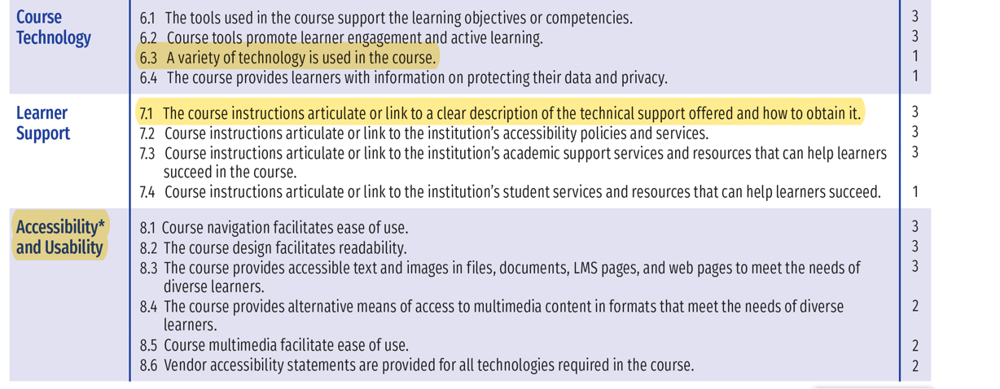 Course
Technology
6.1 The tools used in the course support the learning objectives or competencies. 3
6.2 Course tools promote learner engagement and active learning. 3
6.3 A variety of technology is used in the course. 1
6.4 The course provides learners with information on protecting their data and privacy. 1
Learner
Support
7.1 The course instructions articulate or link to a clear description of the technical support offered and how to obtain it. 3
7.2 Course instructions articulate or link to the institution’s accessibility policies and services. 3
7.3 Course instructions articulate or link to the institution’s academic support services and resources that can help learners 3
succeed in the course.
7.4 Course instructions articulate or link to the institution’s student services and resources that can help learners succeed. 1
Accessibility*
and Usability
8.1 Course navigation facilitates ease of use. 3
8.2 The course design facilitates readability. 3
8.3 The course provides accessible text and images in files, documents, LMS pages, and web pages to meet the needs of 3
diverse learners.
8.4 The course provides alternative means of access to multimedia content in formats that meet the needs of diverse 2
learners.
8.5 Course multimedia facilitate ease of use. 2
8.6 Vendor accessibility statements are provided for all technologies required in the course. 2